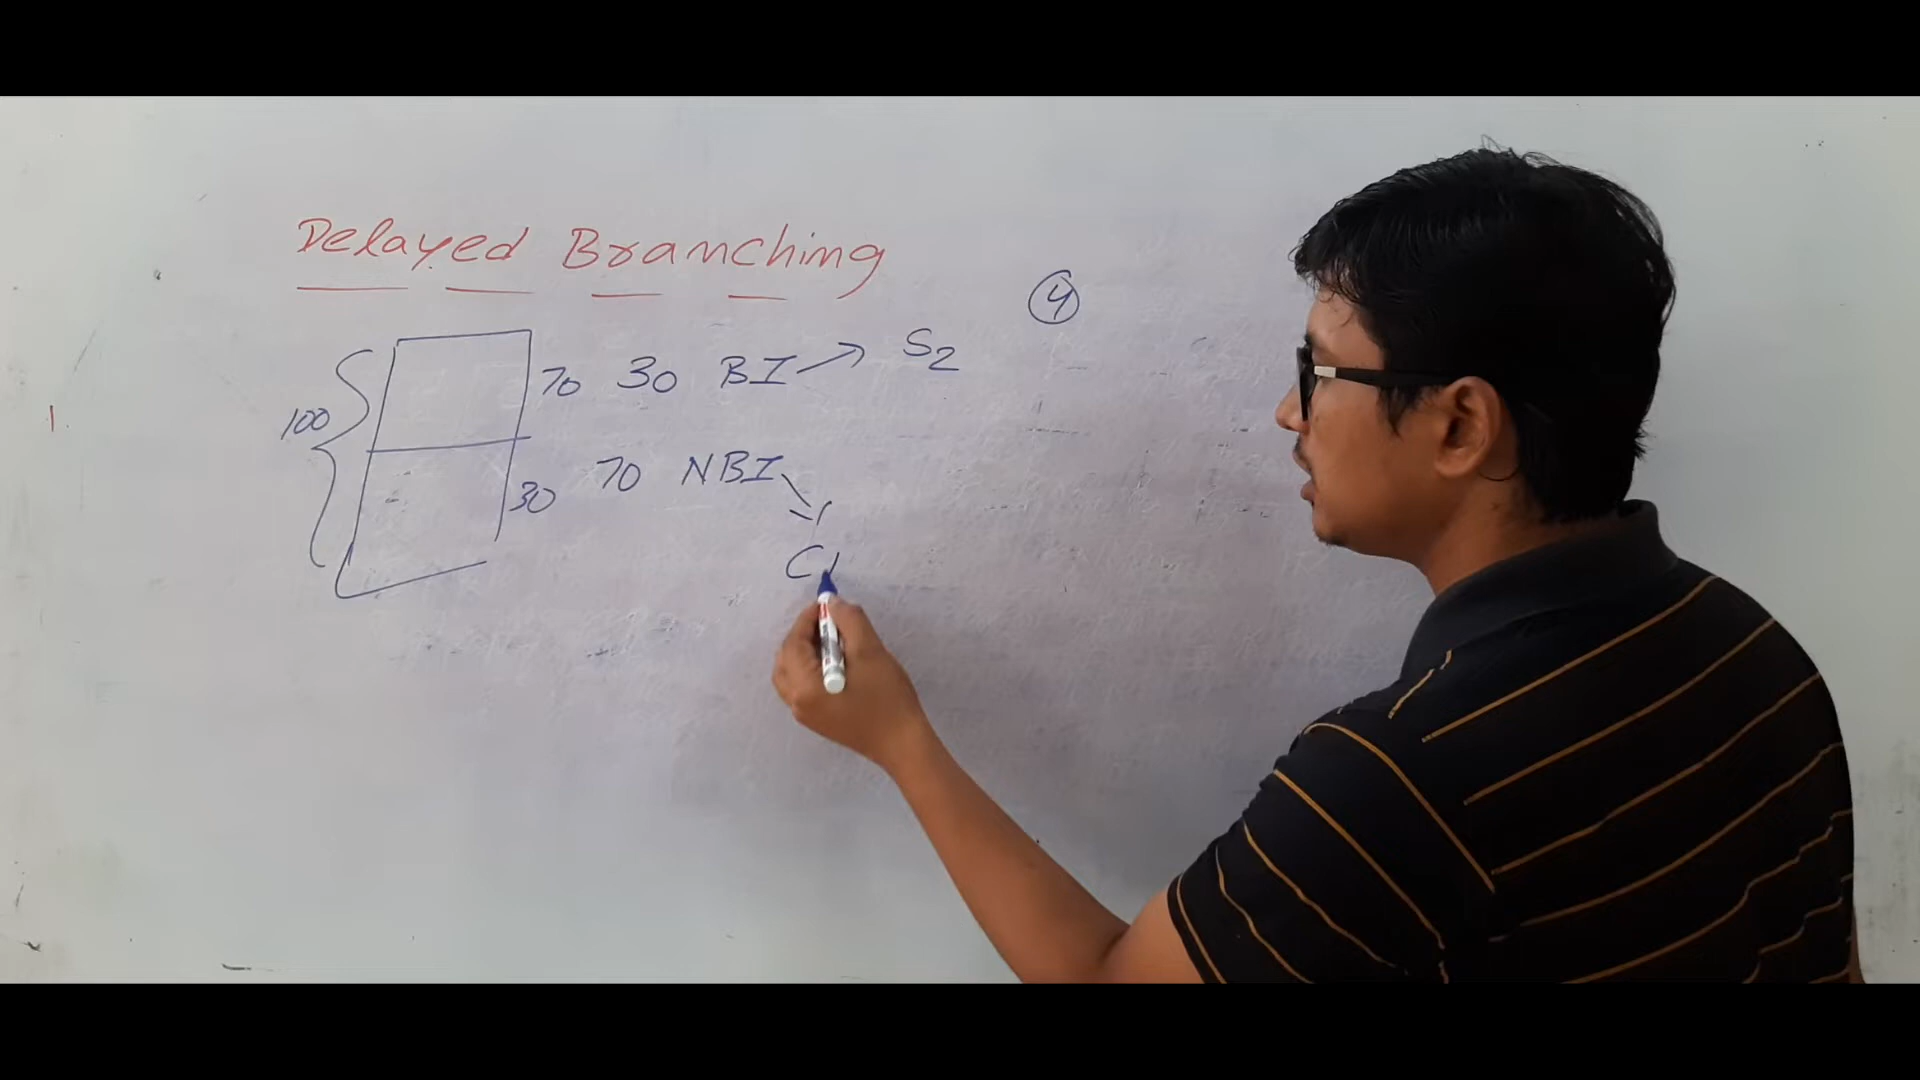 Delayed Branching
4
70 30 BI → S2
100
30 70 NBI
C1